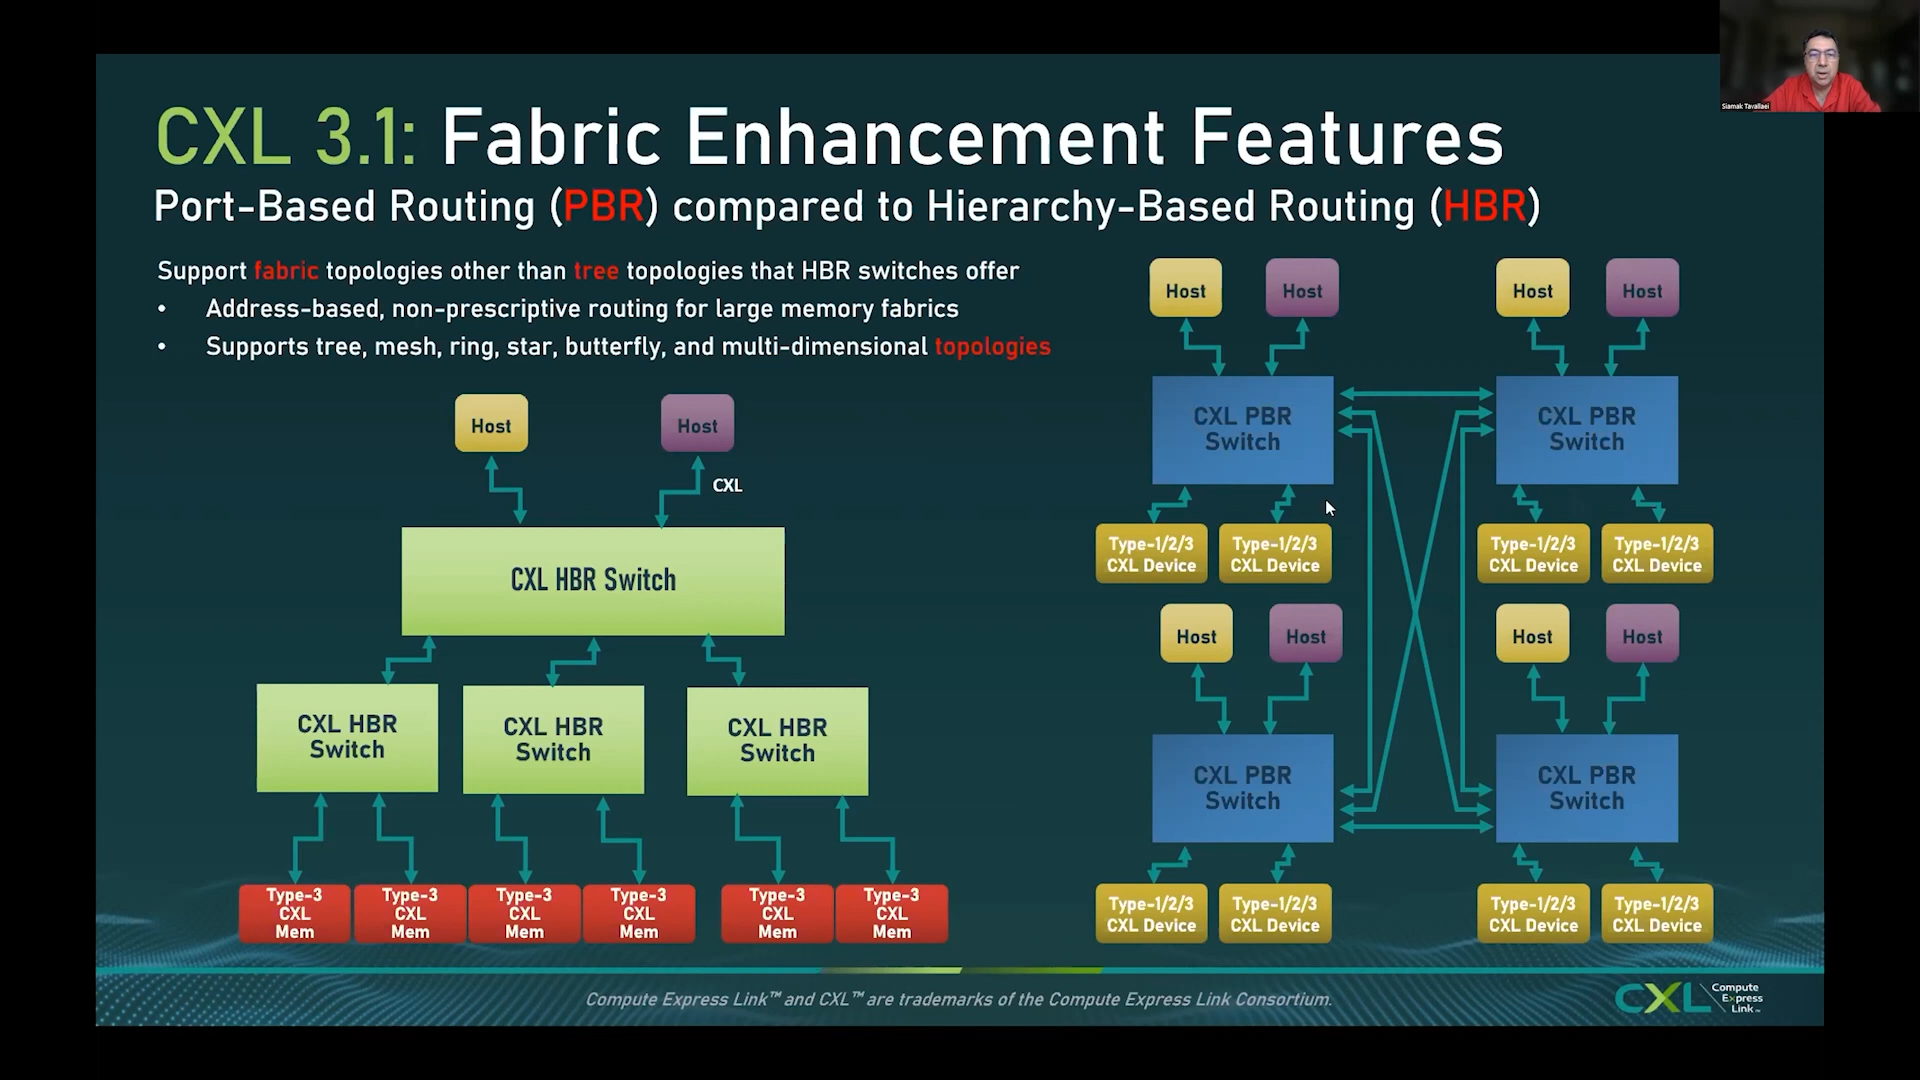 Siamak Tavallaei
CXL 3.1: Fabric Enhancement Features
Port-Based Routing (PBR) compared to Hierarchy-Based Routing (HBR)
Support fabric topologies other than tree topologies that HBR switches offer
• Address-based, non-prescriptive routing for large memory fabrics
• Supports tree, mesh, ring, star, butterfly, and multi-dimensional topologies
Host
Host
CXL
CXL HBR Switch
CXL HBR
Switch
CXL HBR
Switch
CXL HBR
Switch
Type-3
CXL
Mem
Type-3
CXL
Mem
Type-3
CXL
Mem
Type-3
CXL
Mem
Type-3
CXL
Mem
Type-3
CXL
Mem
Host
Host
Host
Host
CXL PBR
Switch
CXL PBR
Switch
Type-1/2/3
CXL Device
Type-1/2/3
CXL Device
Type-1/2/3
CXL Device
Type-1/2/3
CXL Device
Host
Host
Host
Host
CXL PBR
Switch
CXL PBR
Switch
Type-1/2/3
CXL Device
Type-1/2/3
CXL Device
Type-1/2/3
CXL Device
Type-1/2/3
CXL Device
Compute Express Link™ and CXL™ are trademarks of the Compute Express Link Consortium.
CXL
Compute
Express
Link™